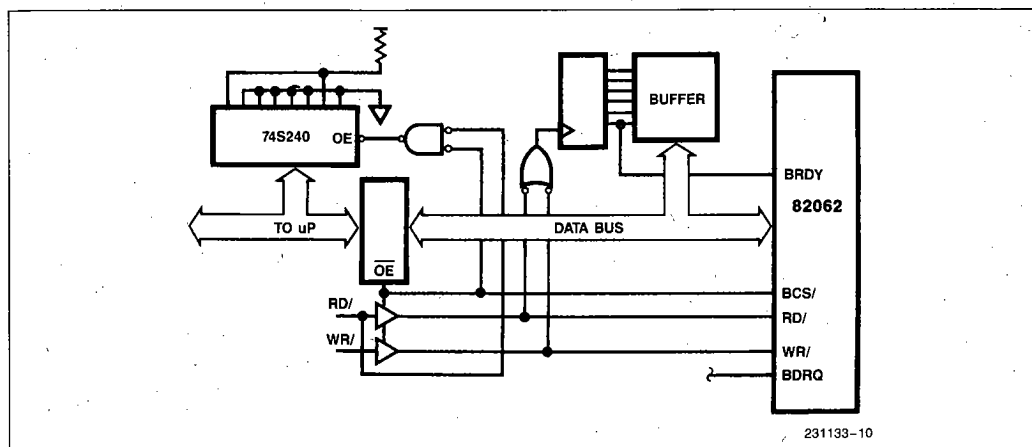 74S240
OE
BUFFER
BRDY
82062
TO uP
DATA BUS
OE
BCS/
RD/
RD/
WR/
WR/
BDRQ
231133-10